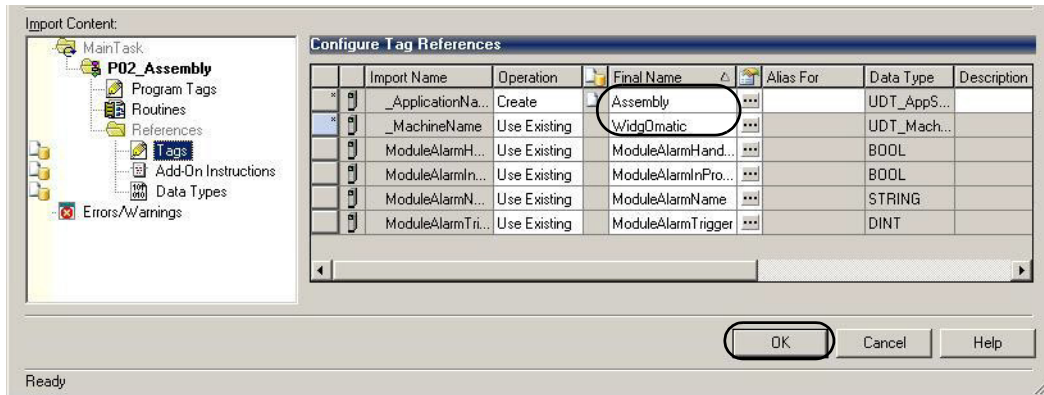 Import Content:
MainTask
P02_Assembly
Program Tags
Routines
References
Tags
Add-On Instructions
Data Types
Errors/Warnings
Configure Tag References
Import Name Operation Final Name Alias For Data Type Description
_ApplicationNa... Create Assembly ... UDT_AppS...
_MachineName Use Existing WidgOmatic ... UDT_Mach...
ModuleAlarmH... Use Existing ModuleAlarmHand... ... BOOL
ModuleAlarmIn... Use Existing ModuleAlarmInPro... ... BOOL
ModuleAlarmN... Use Existing ModuleAlarmName ... STRING
ModuleAlarmTri... Use Existing ModuleAlarmTrigger ... DINT
OK Cancel Help
Ready